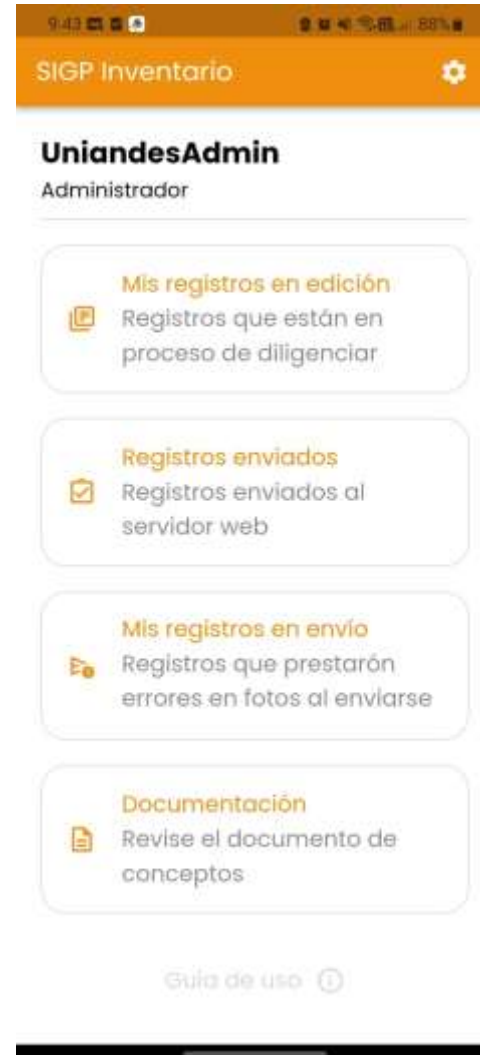 9:43 88%
SIGP Inventario
UniandesAdmin
Administrador
Mis registros en edición
Registros que están en
proceso de diligenciar
Registros enviados
Registros enviados al
servidor web
Mis registros en envío
Registros que prestarón
errores en fotos al enviarse
Documentación
Revise el documento de
conceptos
Guia de uso